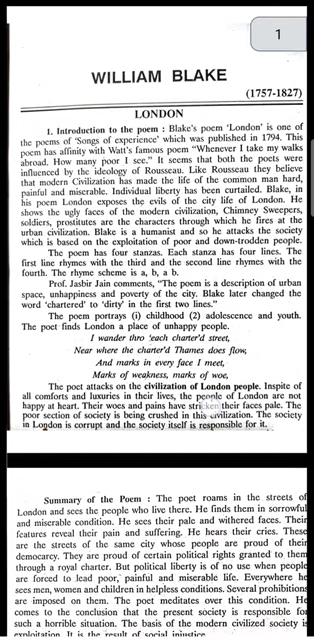 1
WILLIAM BLAKE
(1757-1827)
LONDON
1. Introduction to the poem : Blake's poem 'London' is one of
the poems of 'Songs of experience' which was published in 1794. This
poem has affinity with Watt's famous poem "Whenever I take my walks
abroad. How many poor I see." It seems that both the poets were
influenced by the ideology of Rousseau. Like Rousseau they believe
that modern Civilization has made the life of the common man hard,
painful and miserable. Individual liberty has been curtailed. Blake, in
his poem London exposes the evils of the city life of London. He
shows the ugly faces of the modern civilization, Chimney Sweepers,
soldiers, prostitutes are the characters through which he fires at the
urban civilization. Blake is a humanist and so he attacks the society
which is based on the exploitation of poor and down-trodden people.
The poem has four stanzas. Each stanza has four lines. The
first line rhymes with the third and the second line rhymes with the
fourth. The rhyme scheme is a, b, a b.
Prof. Jasbir Jain comments, "The poem is a description of urban
space, unhappiness and poverty of the city. Blake later changed the
word 'chartered' to 'dirty' in the first two lines."
The poem portrays (i) childhood (2) adolescence and youth.
The poet finds London a place of unhappy people.
I wander thro 'each charter'd street,
Near where the charter'd Thames does flow,
And marks in every face I meet,
Marks of weakness, marks of woe,
The poet attacks on the civilization of London people. Inspite of
all comforts and luxuries in their lives, the people of London are not
happy at heart. Their woes and pains have stricken their faces pale. The
poor section of society is being crushed in this civilization. The society
in London is corrupt and the society itself is responsible for it.
Summary of the Poem : The poet roams in the streets of
London and sees the people who live there. He finds them in sorrowful
and miserable condition. He sees their pale and withered faces. Their
features reveal their pain and suffering. He hears their cries. These
are the streets of the same city whose people are proud of their
democarcy. They are proud of certain political rights granted to them
through a royal charter. But political liberty is of no use when people
are forced to lead poor, painful and miserable life. Everywhere he
sees men, women and children in helpless conditions. Several prohibitions
are imposed on them. The poet meditates over this condition. He
comes to the conclusion that the present society is responsible for
such a horrible situation. The basis of the modern civilized society is
exploitation. It is the result of social injustice.